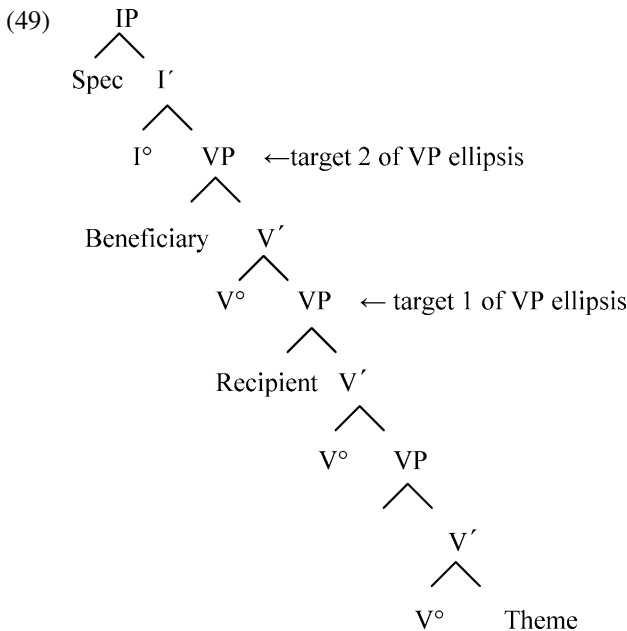 (49) IP
Spec I´
I° VP ←target 2 of VP ellipsis
Beneficiary V´
V° VP ← target 1 of VP ellipsis
Recipient V´
V° VP
V´
V° Theme